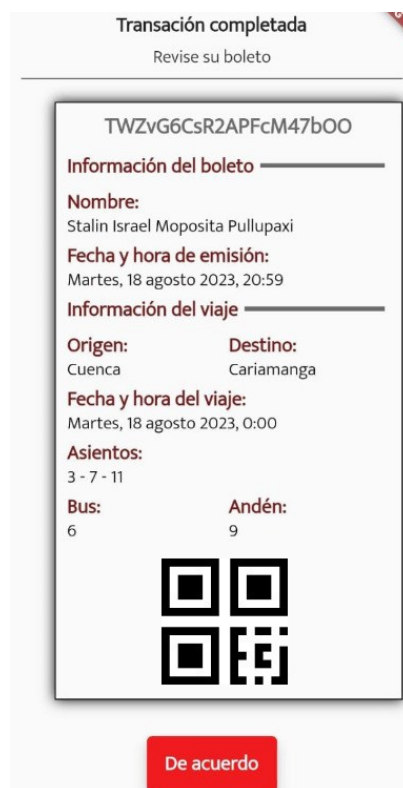 Transación completada
Revise su boleto
TWZvG6CsR2APFcM47bOO
Información del boleto
Nombre:
Stalin Israel Moposita Pullupaxi
Fecha y hora de emisión:
Martes, 18 agosto 2023, 20:59
Información del viaje
Origen: Destino:
Cuenca Cariamanga
Fecha y hora del viaje:
Martes, 18 agosto 2023, 0:00
Asientos:
3 - 7 - 11
Bus: Andén:
6 9
De acuerdo